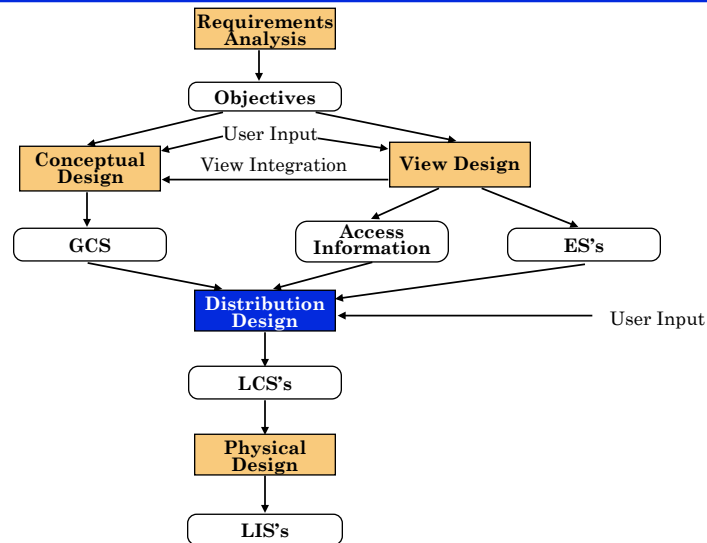 Requirements
Analysis
Objectives
User Input
Conceptual
Design
View Integration
View Design
GCS
Access
Information
ES's
Distribution
Design
User Input
LCS's
Physical
Design
LIS's